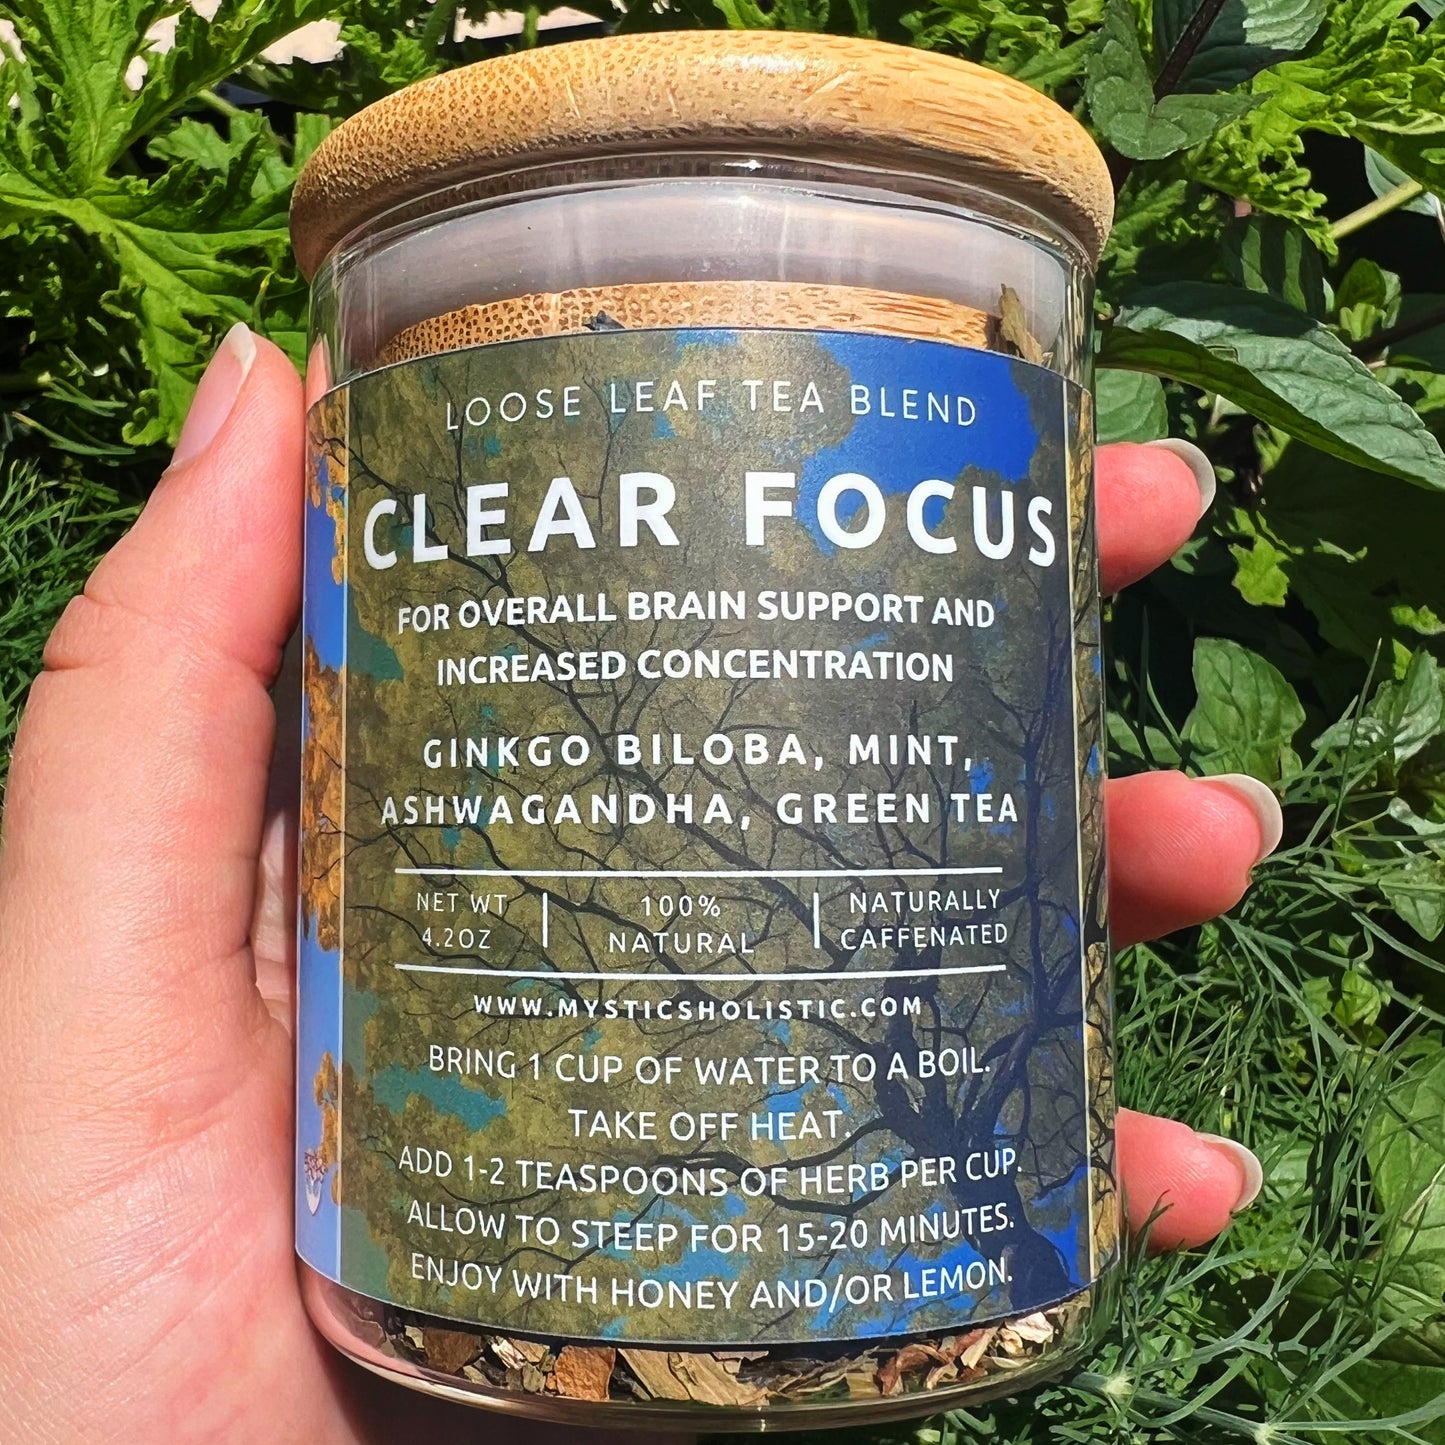 LOOSE LEAF TEA BLEND
CLEAR FOCUS
FOR OVERALL BRAIN SUPPORT AND
INCREASED CONCENTRATION
GINKGO BILOBA, MINT,
ASHWAGANDHA, GREEN TEA
NET WT
4.2OZ
100%
NATURAL
NATURALLY
CAFFENATED
WWW.MYSTICSHOLISTIC.COM
BRING 1 CUP OF WATER TO A BOIL.
TAKE OFF HEAT.
ADD 1-2 TEASPOONS OF HERB PER CUP.
ALLOW TO STEEP FOR 15-20 MINUTES.
ENJOY WITH HONEY AND/OR LEMON.